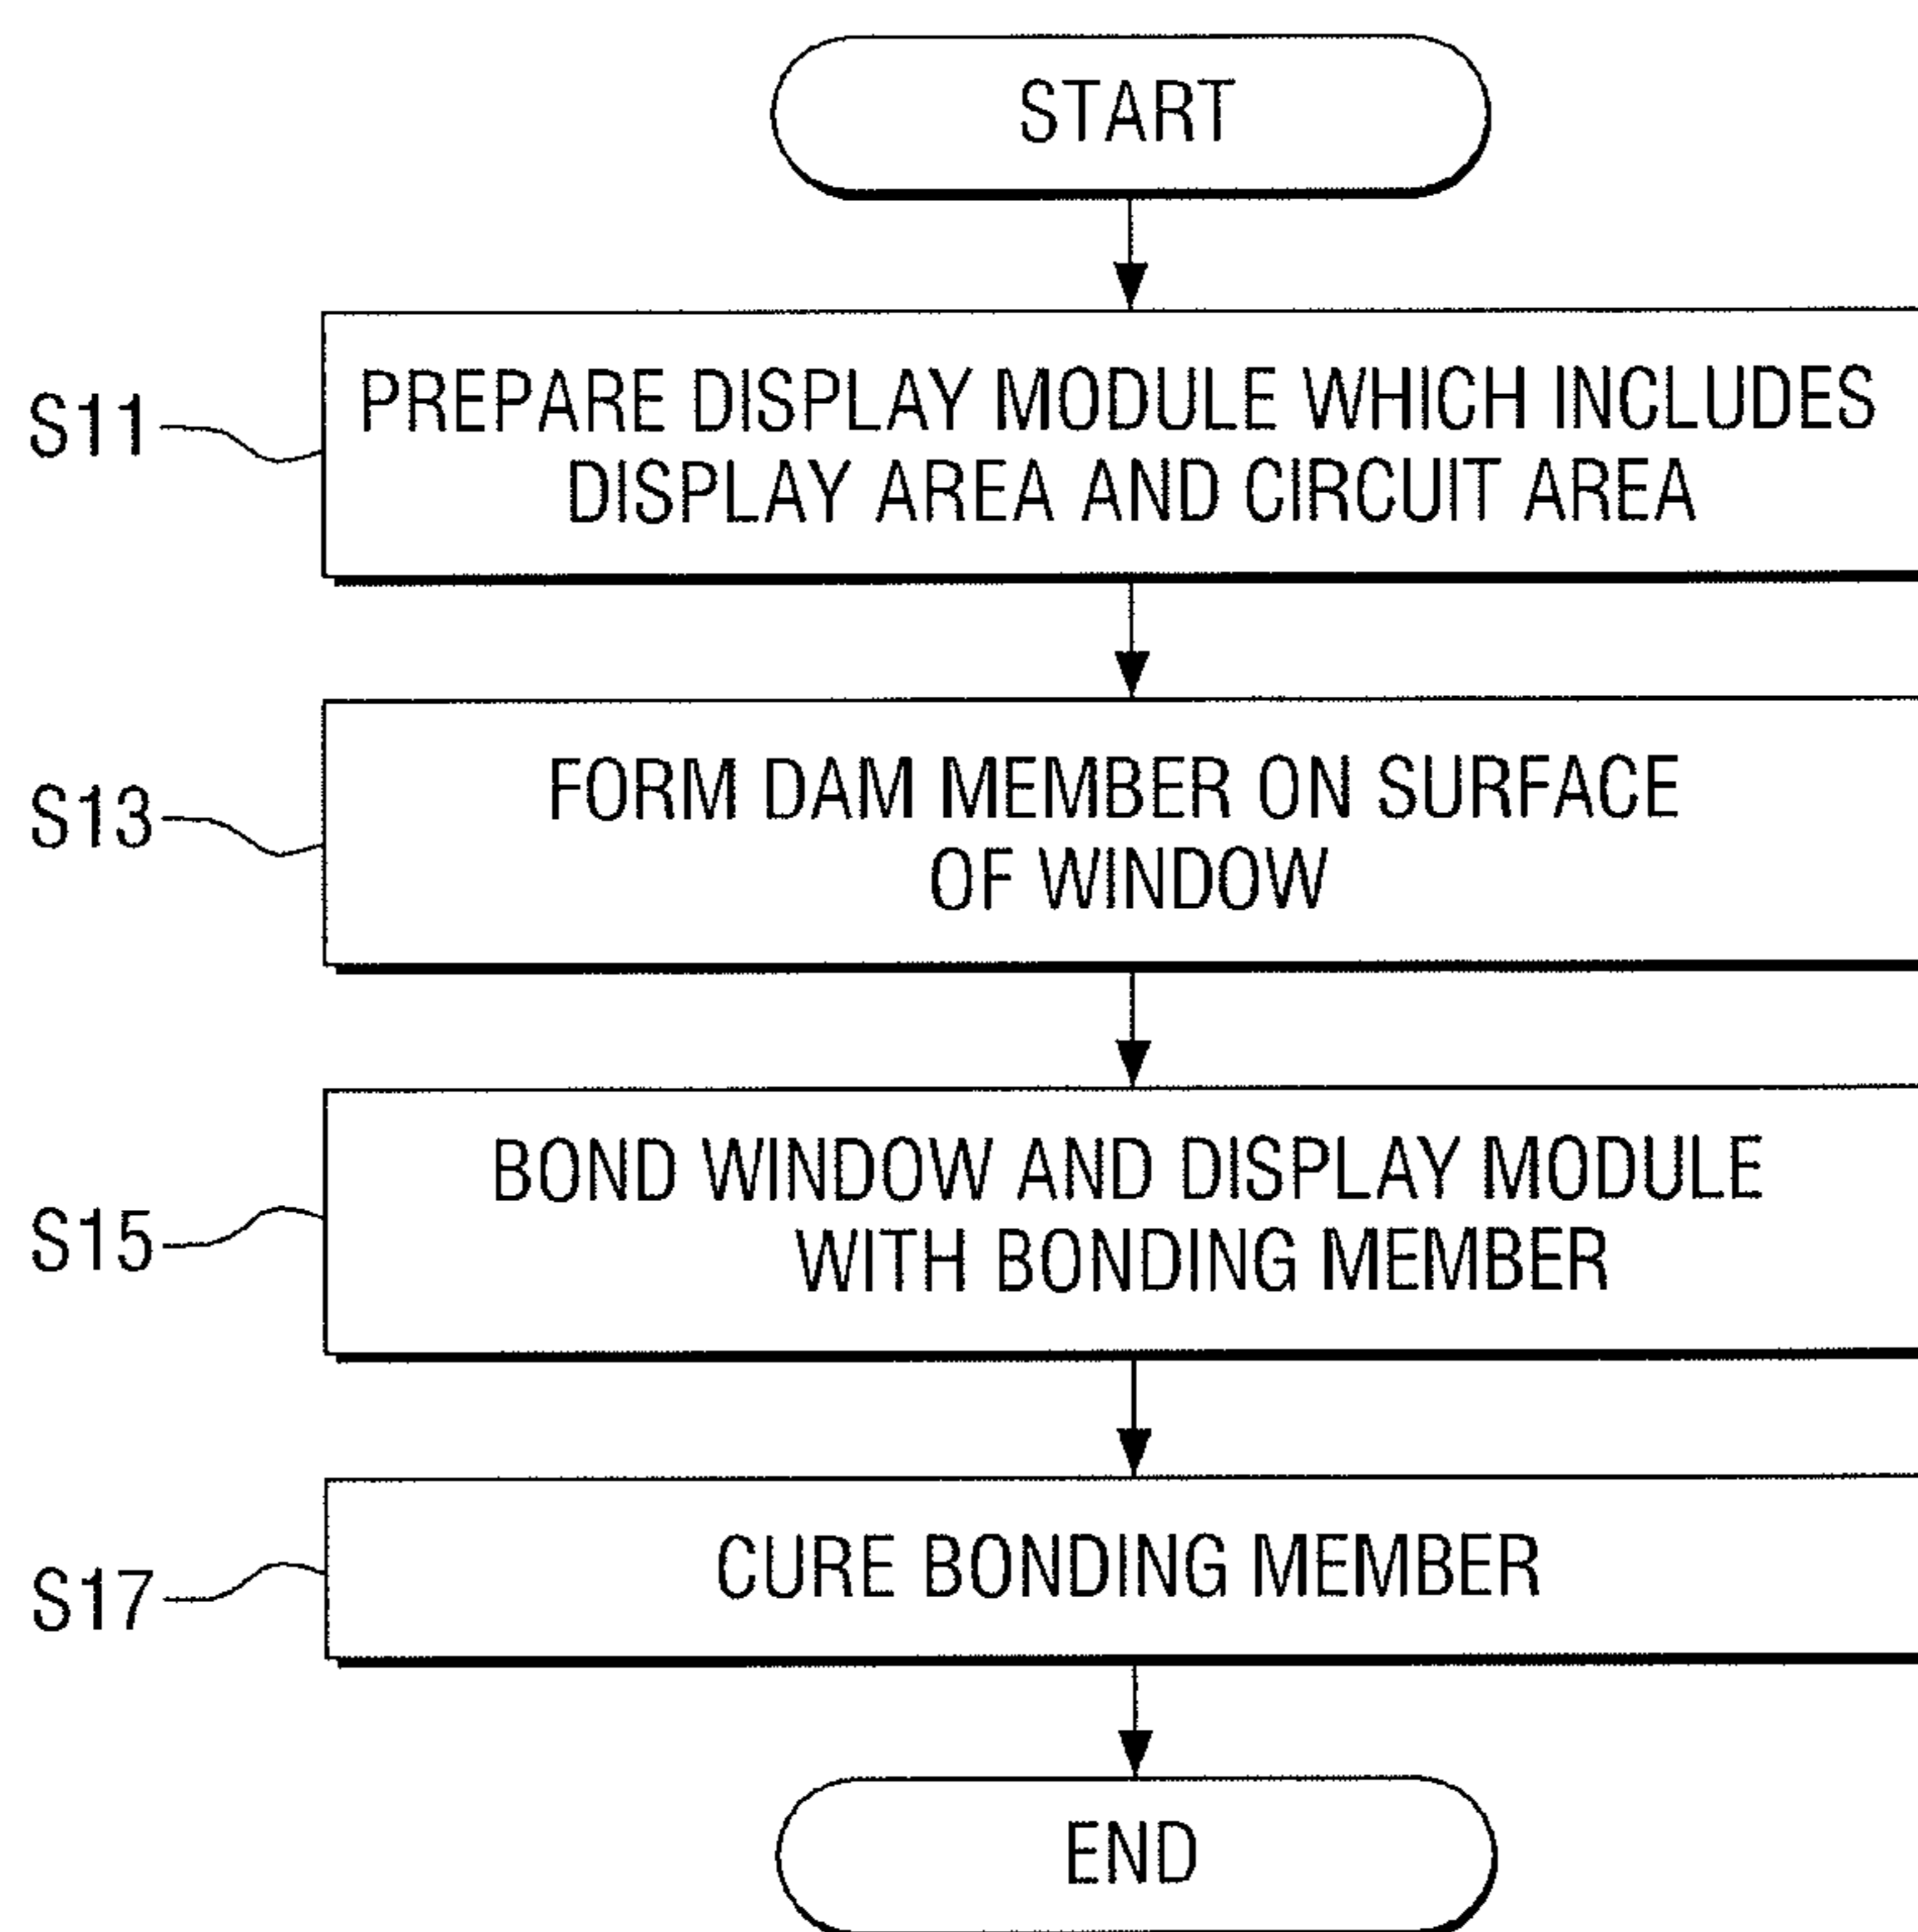 START
S11
PREPARE DISPLAY MODULE WHICH INCLUDES
DISPLAY AREA AND CIRCUIT AREA
S13
FORM DAM MEMBER ON SURFACE
OF WINDOW
S15
BOND WINDOW AND DISPLAY MODULE
WITH BONDING MEMBER
S17
CURE BONDING MEMBER
END